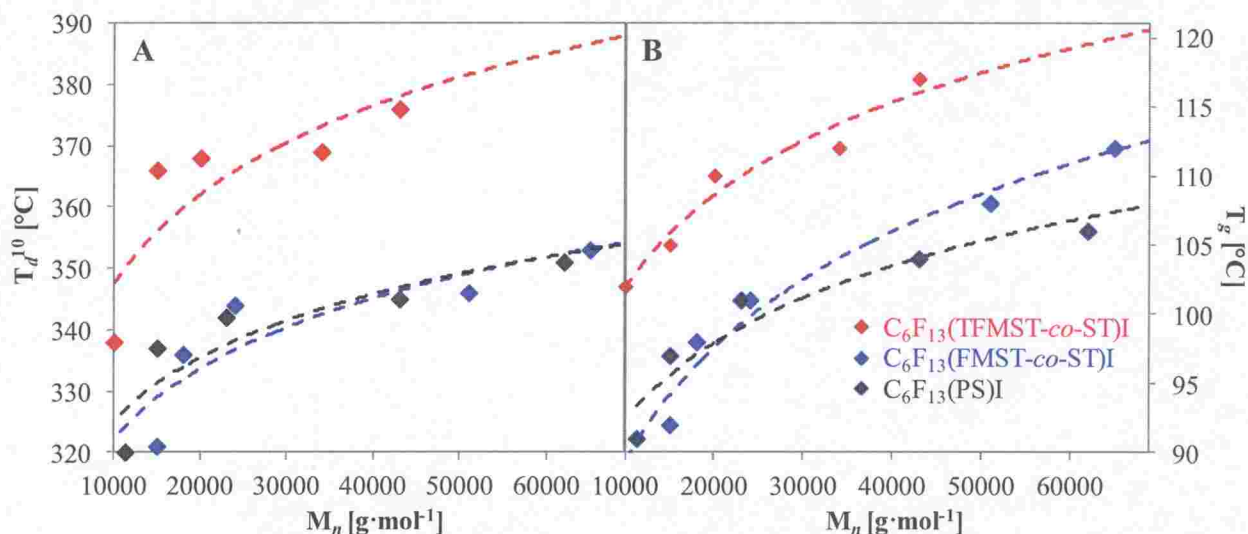 A
B
T_d^10 [°C]
390
380
370
360
350
340
330
320
10000 20000 30000 40000 50000 60000
M_n [g·mol⁻¹]
10000 20000 30000 40000 50000 60000
M_n [g·mol⁻¹]
120
115
110
105
100
95
90
T_g [°C]
C₆F₁₃(TFMST-co-ST)I
C₆F₁₃(FMST-co-ST)I
C₆F₁₃(PS)I